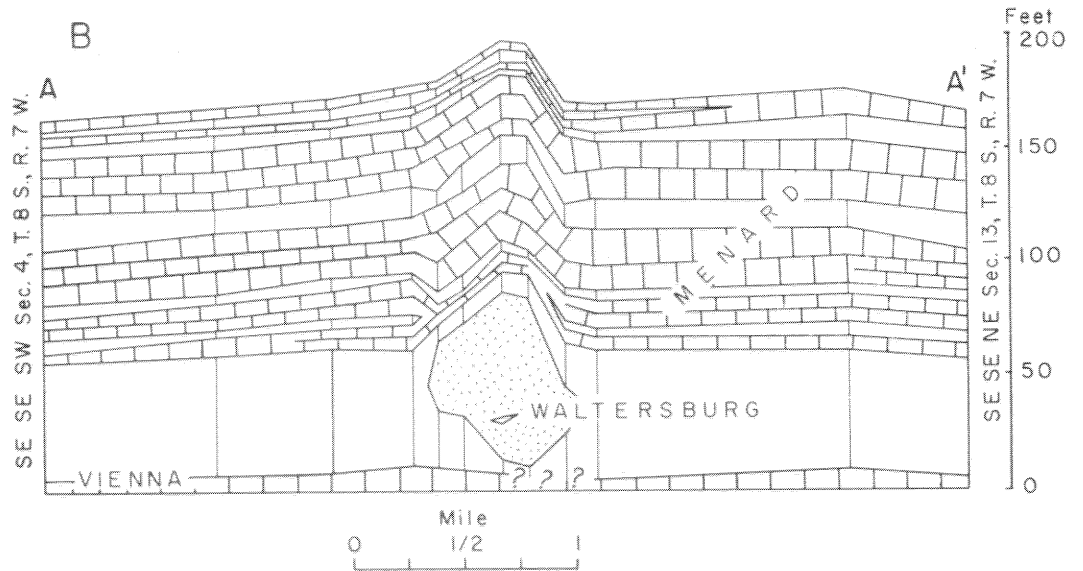 B
Feet
200
A
A'
SE SE SW Sec. 4, T. 8 S., R. 7 W.
SE SE NE Sec. 13, T. 8 S., R. 7 W.
150
MENARD
100
50
WALTERSBURG
VIENNA
? ? ?
0
Mile
0 1/2 1